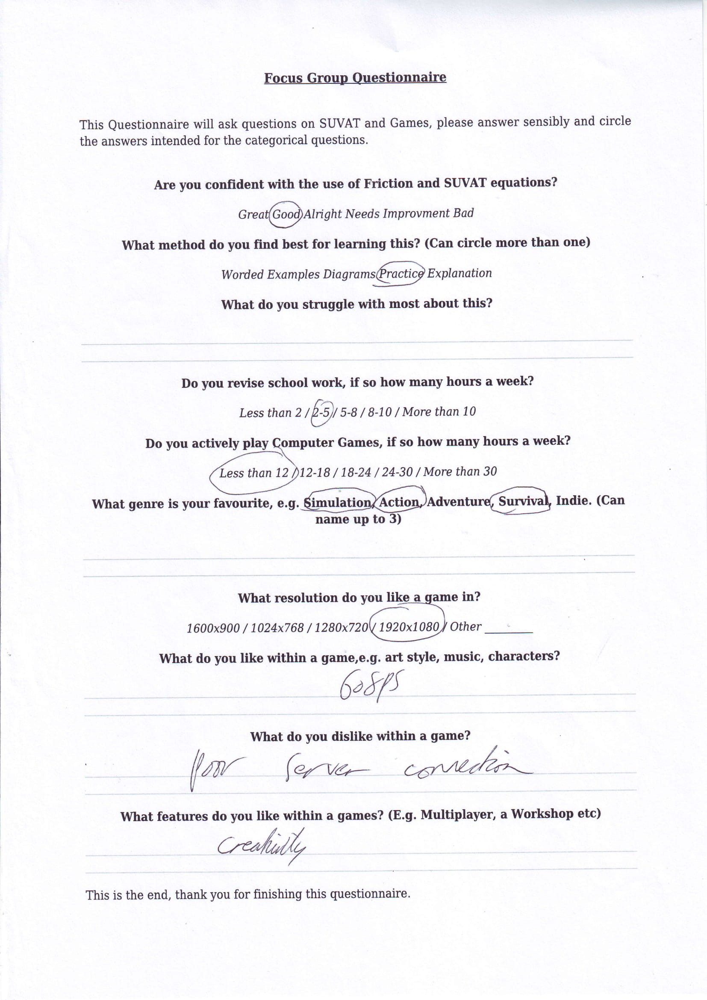 Focus Group Questionnaire
This Questionnaire will ask questions on SUVAT and Games, please answer sensibly and circle
the answers intended for the categorical questions.
Are you confident with the use of Friction and SUVAT equations?
Great Good Alright Needs Improvment Bad
What method do you find best for learning this? (Can circle more than one)
Worded Examples Diagrams Practice Explanation
What do you struggle with most about this?
Do you revise school work, if so how many hours a week?
Less than 2 / 2-5 / 5-8 / 8-10 / More than 10
Do you actively play Computer Games, if so how many hours a week?
Less than 12 / 12-18 / 18-24 / 24-30 / More than 30
What genre is your favourite, e.g. Simulation, Action, Adventure, Survival, Indie. (Can
name up to 3)
What resolution do you like a game in?
1600x900 / 1024x768 / 1280x720 / 1920x1080 / Other ________
What do you like within a game,e.g. art style, music, characters?
60fps
What do you dislike within a game?
Poor Server connection
What features do you like within a games? (E.g. Multiplayer, a Workshop etc)
Creativity
This is the end, thank you for finishing this questionnaire.